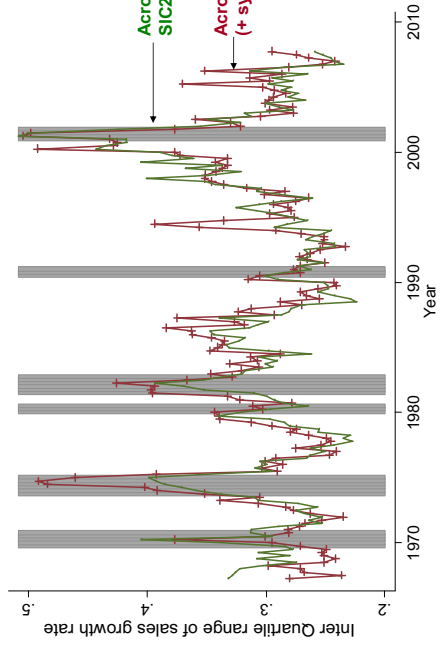 Acro
SIC2
Acro
(+ sy
Inter Quartile range of sales growth rate
.5
.4
.3
.2
1970
1980
1990
2000
2010
Year